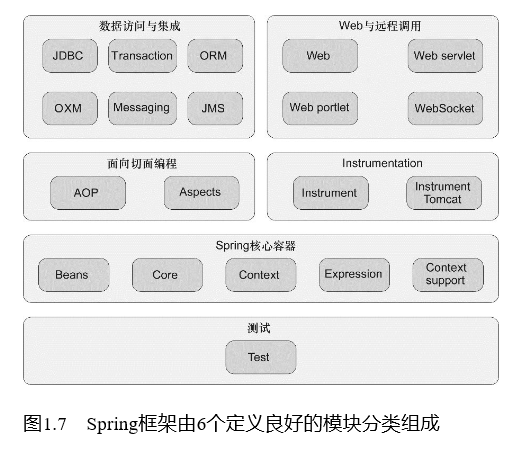 数据访问与集成
JDBC
Transaction
ORM
OXM
Messaging
JMS
Web与远程调用
Web
Web servlet
Web portlet
WebSocket
面向切面编程
AOP
Aspects
Instrumentation
Instrument
Instrument
Tomcat
Spring核心容器
Beans
Core
Context
Expression
Context
support
测试
Test
图1.7 Spring框架由6个定义良好的模块分类组成